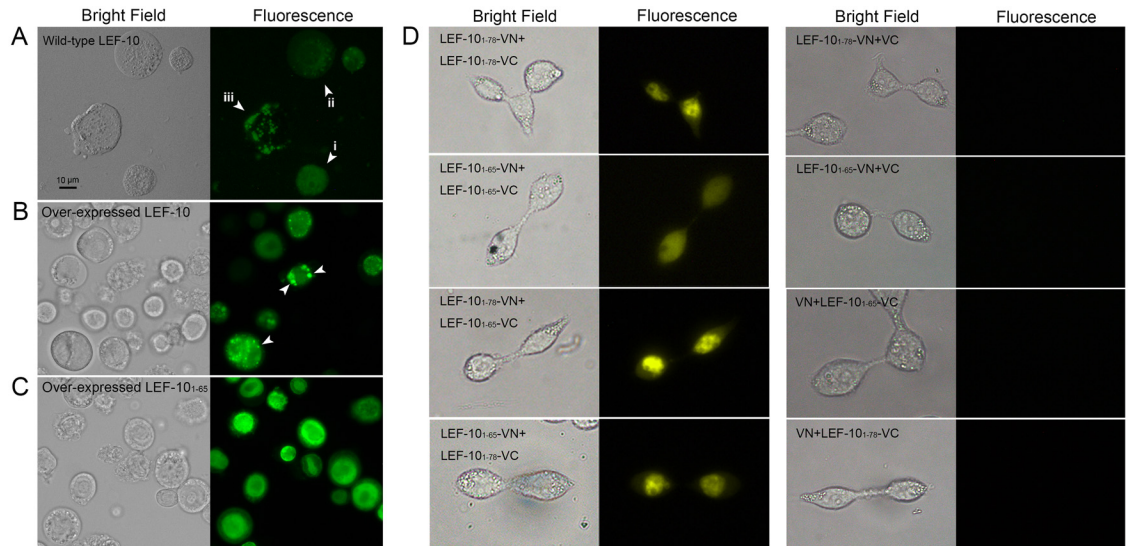 Bright Field Fluorescence
A
Wild-type LEF-10
iii
ii
i
10 μm
B
Over-expressed LEF-10
C
Over-expressed LEF-101-65
D
Bright Field Fluorescence
LEF-101-78-VN+
LEF-101-78-VC
LEF-101-65-VN+
LEF-101-65-VC
LEF-101-78-VN+
LEF-101-65-VC
LEF-101-65-VN+
LEF-101-78-VC
Bright Field Fluorescence
LEF-101-78-VN+VC
LEF-101-65-VN+VC
VN+LEF-101-65-VC
VN+LEF-101-78-VC